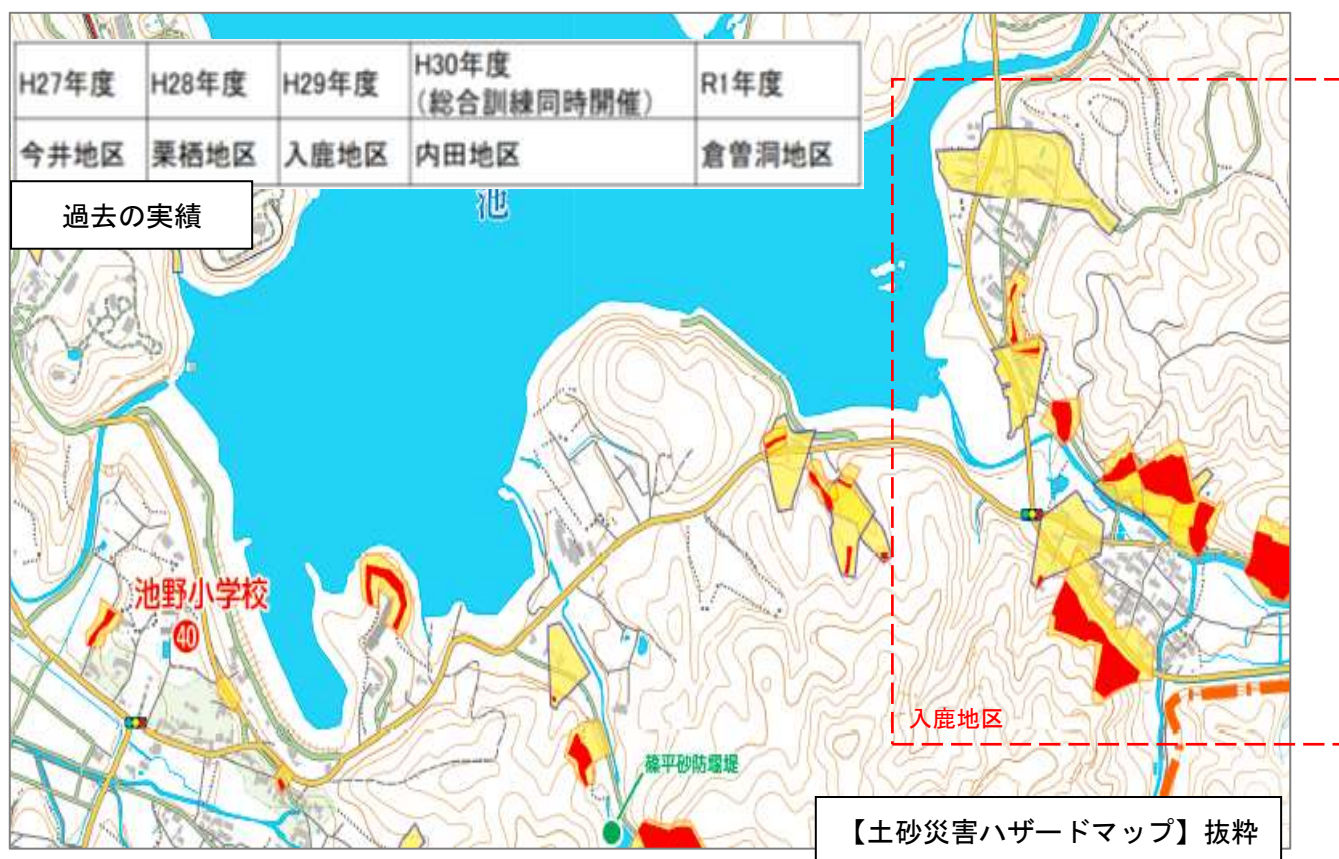 H27年度 H28年度 H29年度 H30年度 R1年度
（総合訓練同時開催）
今井地区 栗栖地区 入鹿地区 内田地区 倉曽洞地区
過去の実績
池
池野小学校
40
入鹿地区
篠平砂防堰堤
【土砂災害ハザードマップ】抜粋